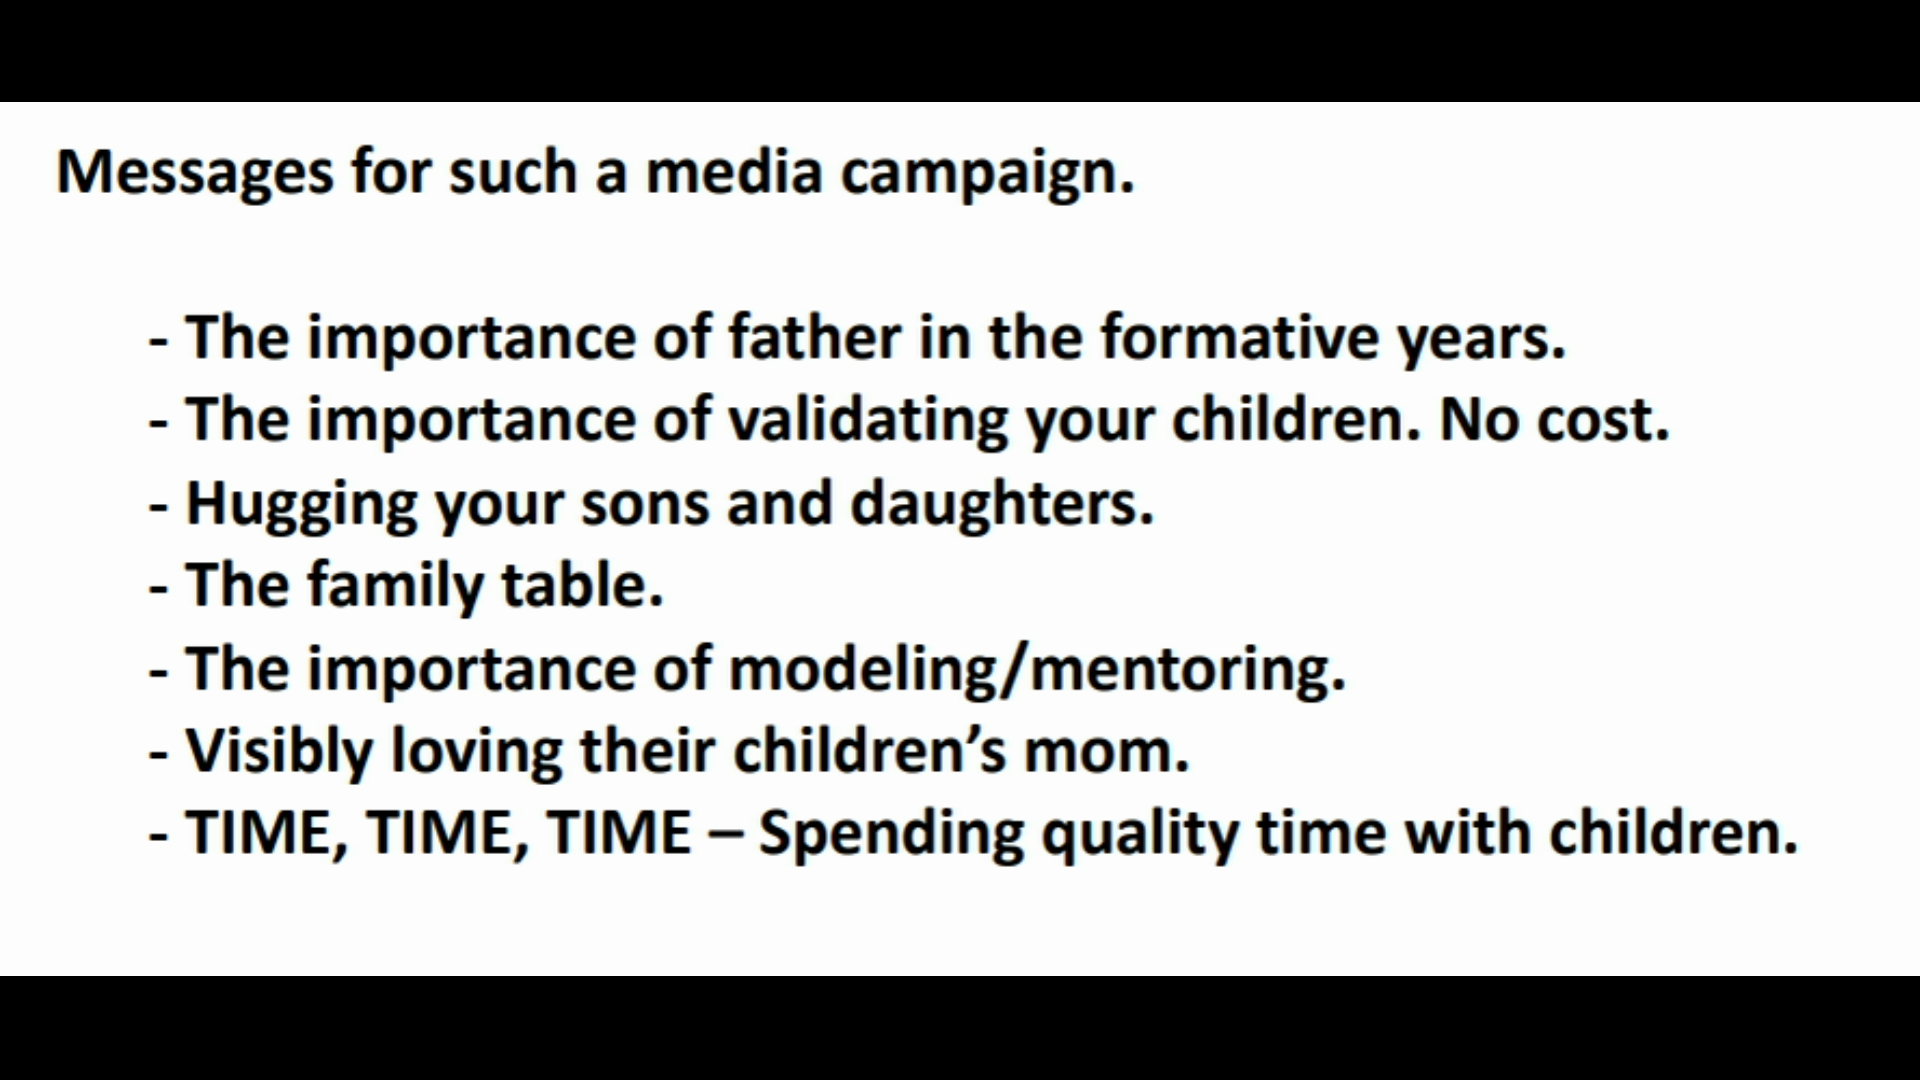 Messages for such a media campaign.
- The importance of father in the formative years.
- The importance of validating your children. No cost.
- Hugging your sons and daughters.
- The family table.
- The importance of modeling/mentoring.
- Visibly loving their children’s mom.
- TIME, TIME, TIME – Spending quality time with children.